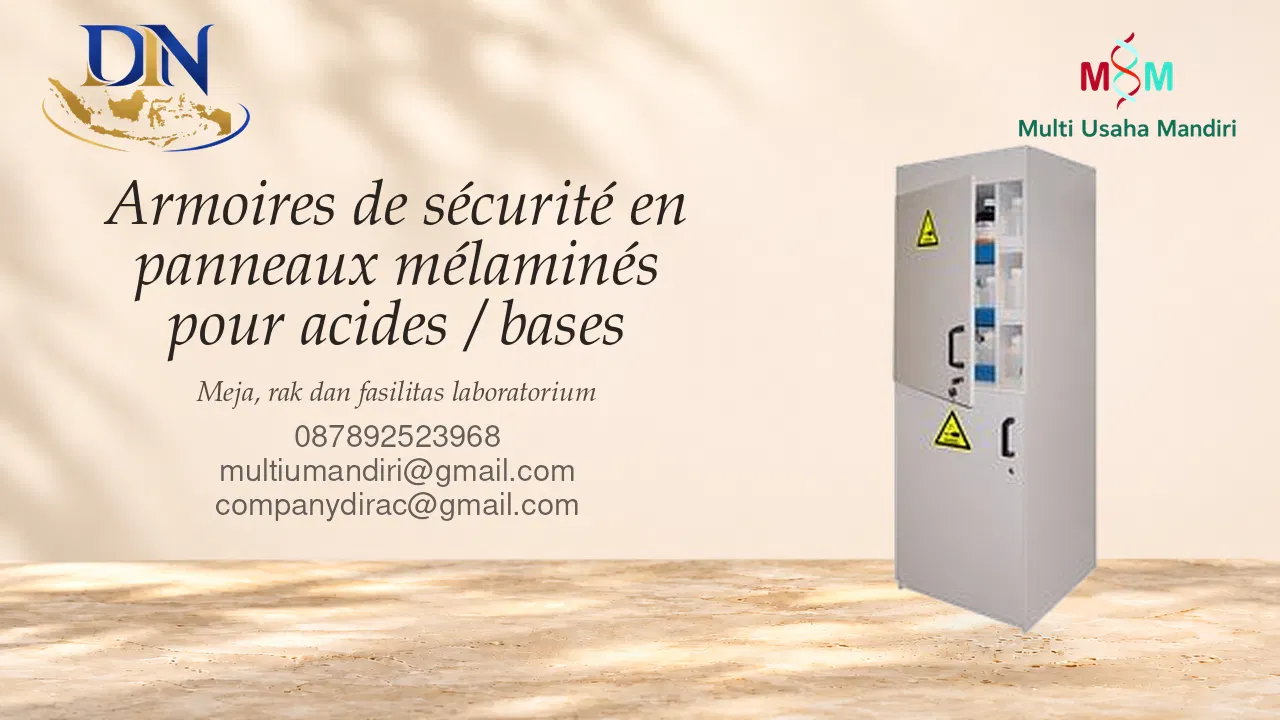 DIN
M M
Multi Usaha Mandiri
Armoires de sécurité en
panneaux mélaminés
pour acides / bases
Meja, rak dan fasilitas laboratorium
087892523968
multiumandiri@gmail.com
companydirac@gmail.com